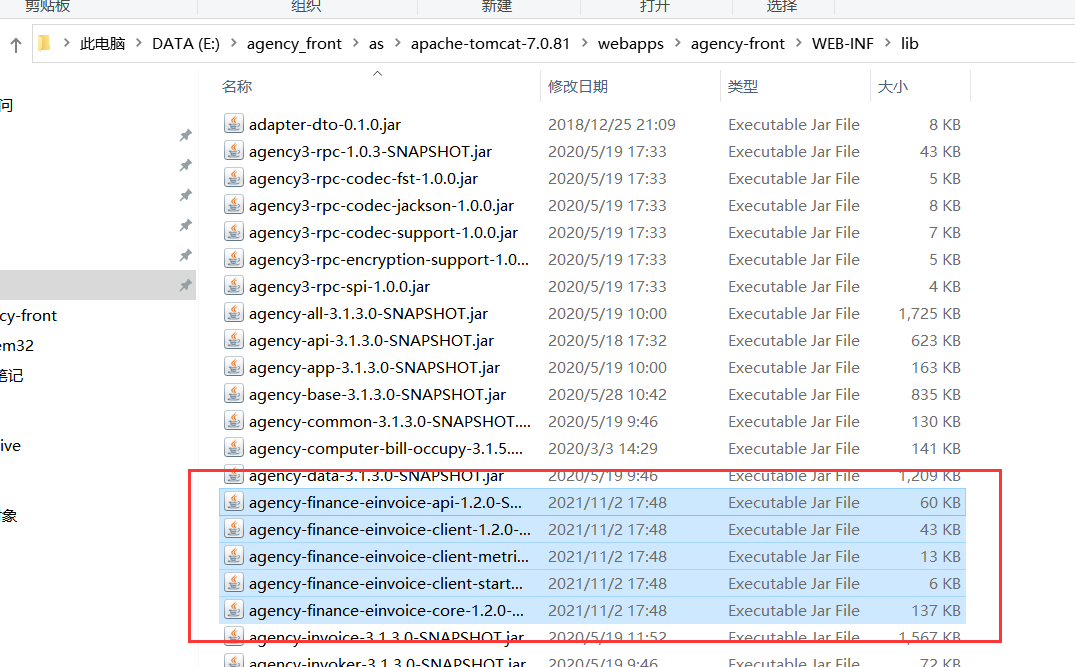 剪贴板 组织 新建 打开 选择
此电脑 DATA (E:) agency_front as apache-tomcat-7.0.81 webapps agency-front WEB-INF lib
名称 修改日期 类型 大小
问
adapter-dto-0.1.0.jar 2018/12/25 21:09 Executable Jar File 8 KB
agency3-rpc-1.0.3-SNAPSHOT.jar 2020/5/19 17:33 Executable Jar File 43 KB
agency3-rpc-codec-fst-1.0.0.jar 2020/5/19 17:33 Executable Jar File 5 KB
agency3-rpc-codec-jackson-1.0.0.jar 2020/5/19 17:33 Executable Jar File 8 KB
agency3-rpc-codec-support-1.0.0.jar 2020/5/19 17:33 Executable Jar File 7 KB
agency3-rpc-encryption-support-1.0... 2020/5/19 17:33 Executable Jar File 5 KB
agency3-rpc-spi-1.0.0.jar 2020/5/19 17:33 Executable Jar File 4 KB
cy-front agency-all-3.1.3.0-SNAPSHOT.jar 2020/5/19 10:00 Executable Jar File 1,725 KB
em32 agency-api-3.1.3.0-SNAPSHOT.jar 2020/5/18 17:32 Executable Jar File 623 KB
笔记 agency-app-3.1.3.0-SNAPSHOT.jar 2020/5/19 10:00 Executable Jar File 163 KB
agency-base-3.1.3.0-SNAPSHOT.jar 2020/5/28 10:42 Executable Jar File 835 KB
agency-common-3.1.3.0-SNAPSHOT.... 2020/5/19 9:46 Executable Jar File 130 KB
ive agency-computer-bill-occupy-3.1.5.... 2020/3/3 14:29 Executable Jar File 141 KB
agency-data-3.1.3.0-SNAPSHOT.jar 2020/5/19 9:46 Executable Jar File 1,209 KB
agency-finance-einvoice-api-1.2.0-S... 2021/11/2 17:48 Executable Jar File 60 KB
对象 agency-finance-einvoice-client-1.2.0-... 2021/11/2 17:48 Executable Jar File 43 KB
agency-finance-einvoice-client-metri... 2021/11/2 17:48 Executable Jar File 13 KB
agency-finance-einvoice-client-start... 2021/11/2 17:48 Executable Jar File 6 KB
agency-finance-einvoice-core-1.2.0-... 2021/11/2 17:48 Executable Jar File 137 KB
agency-invoice-3.1.3.0-SNAPSHOT.jar 2020/5/19 11:52 Executable Jar File 1,567 KB
agency-invoker-3.1.3.0-SNAPSHOT.jar 2020/5/19 9:46 Executable Jar File 72 KB